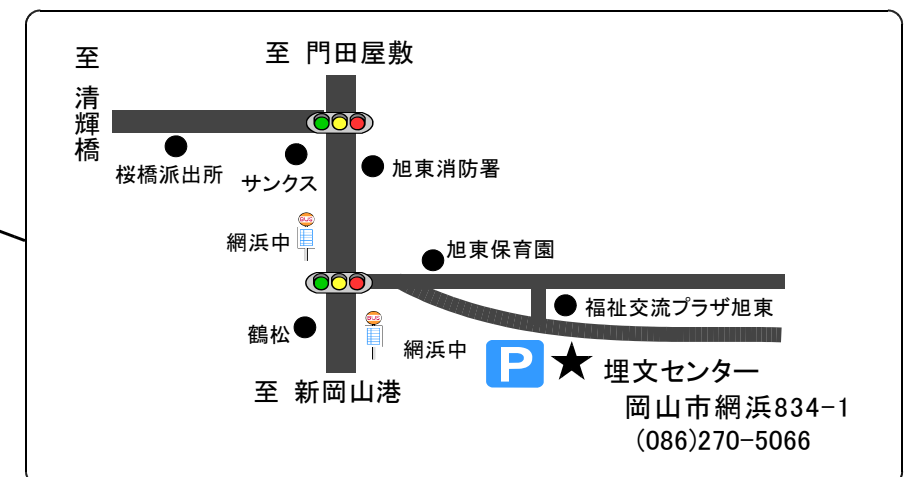 至 清輝橋
至 門田屋敷
桜橋派出所
サンクス
旭東消防署
BUS
網浜中
旭東保育園
福祉交流プラザ旭東
鶴松
BUS
網浜中
P
埋文センター
至 新岡山港
岡山市網浜834-1
(086)270-5066